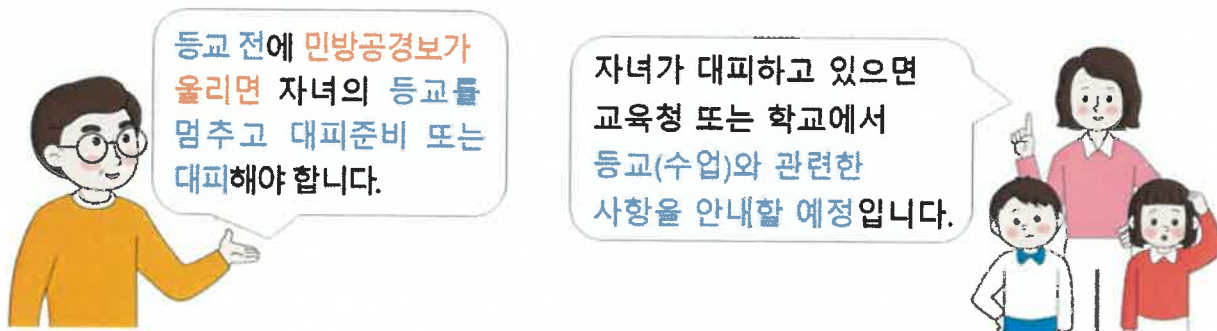 등교 전에 민방공경보가
울리면 자녀의 등교를
멈추고 대피준비 또는
대피해야 합니다.
자녀가 대피하고 있으면
교육청 또는 학교에서
등교(수업)와 관련한
사항을 안내할 예정입니다.